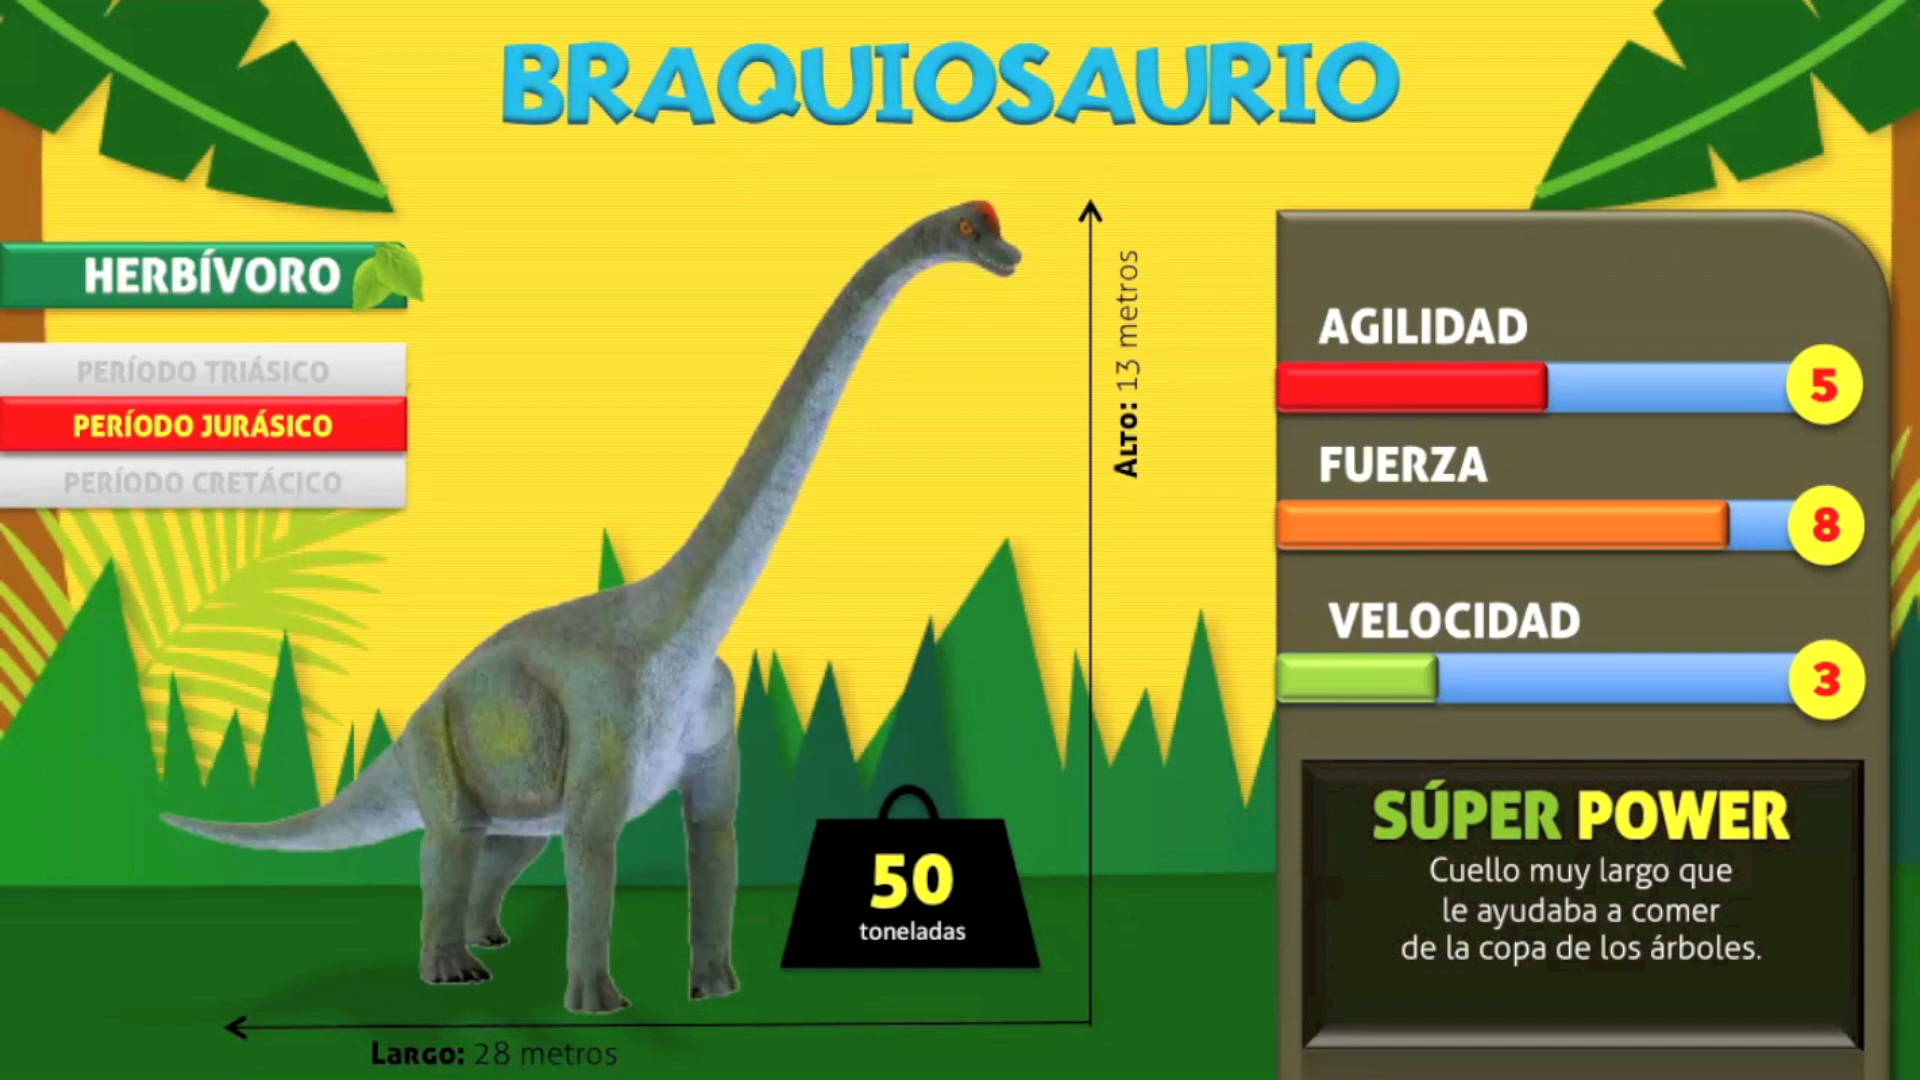 BRAQUIOSAURIO
HERBÍVORO
PERÍODO TRIÁSICO
PERÍODO JURÁSICO
PERÍODO CRETÁCICO
ALTO: 13 metros
LARGO: 28 metros
50
toneladas
AGILIDAD
5
FUERZA
8
VELOCIDAD
3
SÚPER POWER
Cuello muy largo que
le ayudaba a comer
de la copa de los árboles.